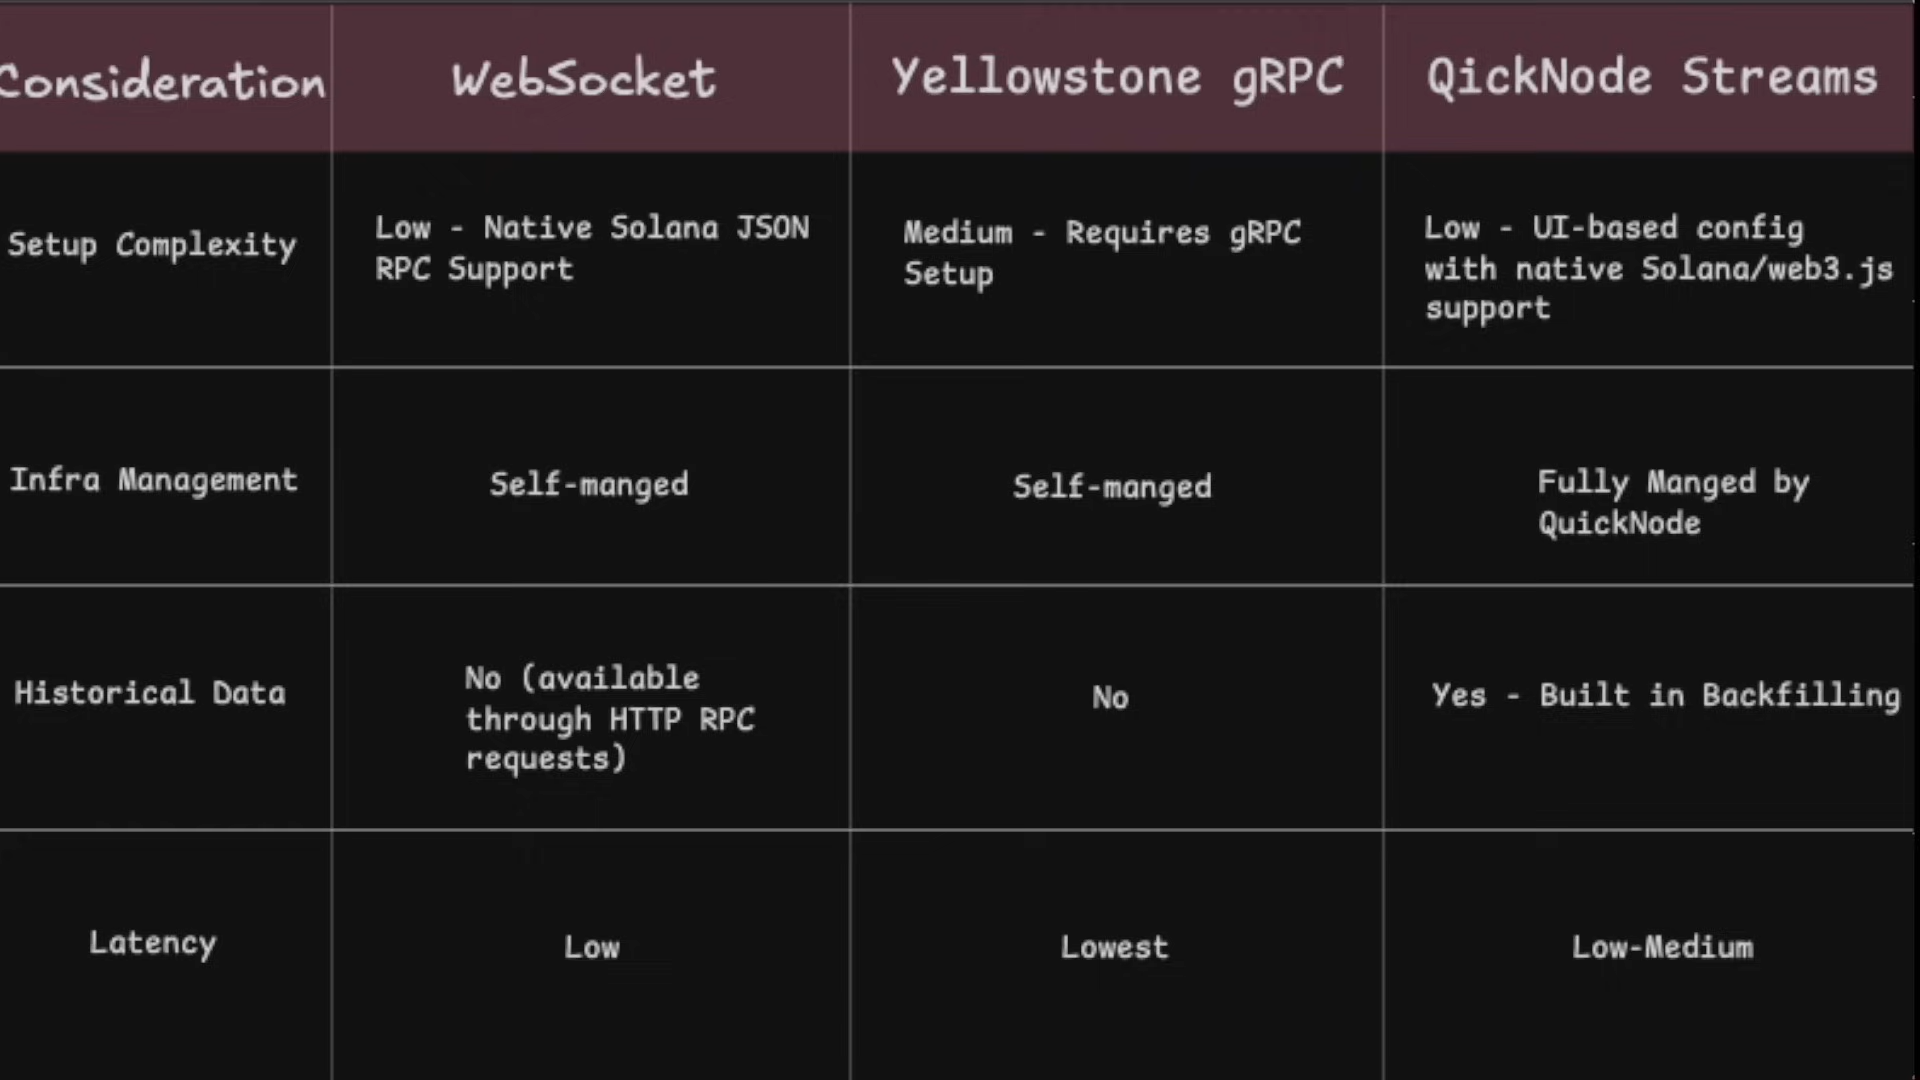 Consideration
WebSocket
Yellowstone gRPC
QickNode Streams
Setup Complexity
Low - Native Solana JSON
RPC Support
Medium - Requires gRPC
Setup
Low - UI-based config
with native Solana/web3.js
support
Infra Management
Self-manged
Self-manged
Fully Manged by
QuickNode
Historical Data
No (available
through HTTP RPC
requests)
No
Yes - Built in Backfilling
Latency
Low
Lowest
Low-Medium